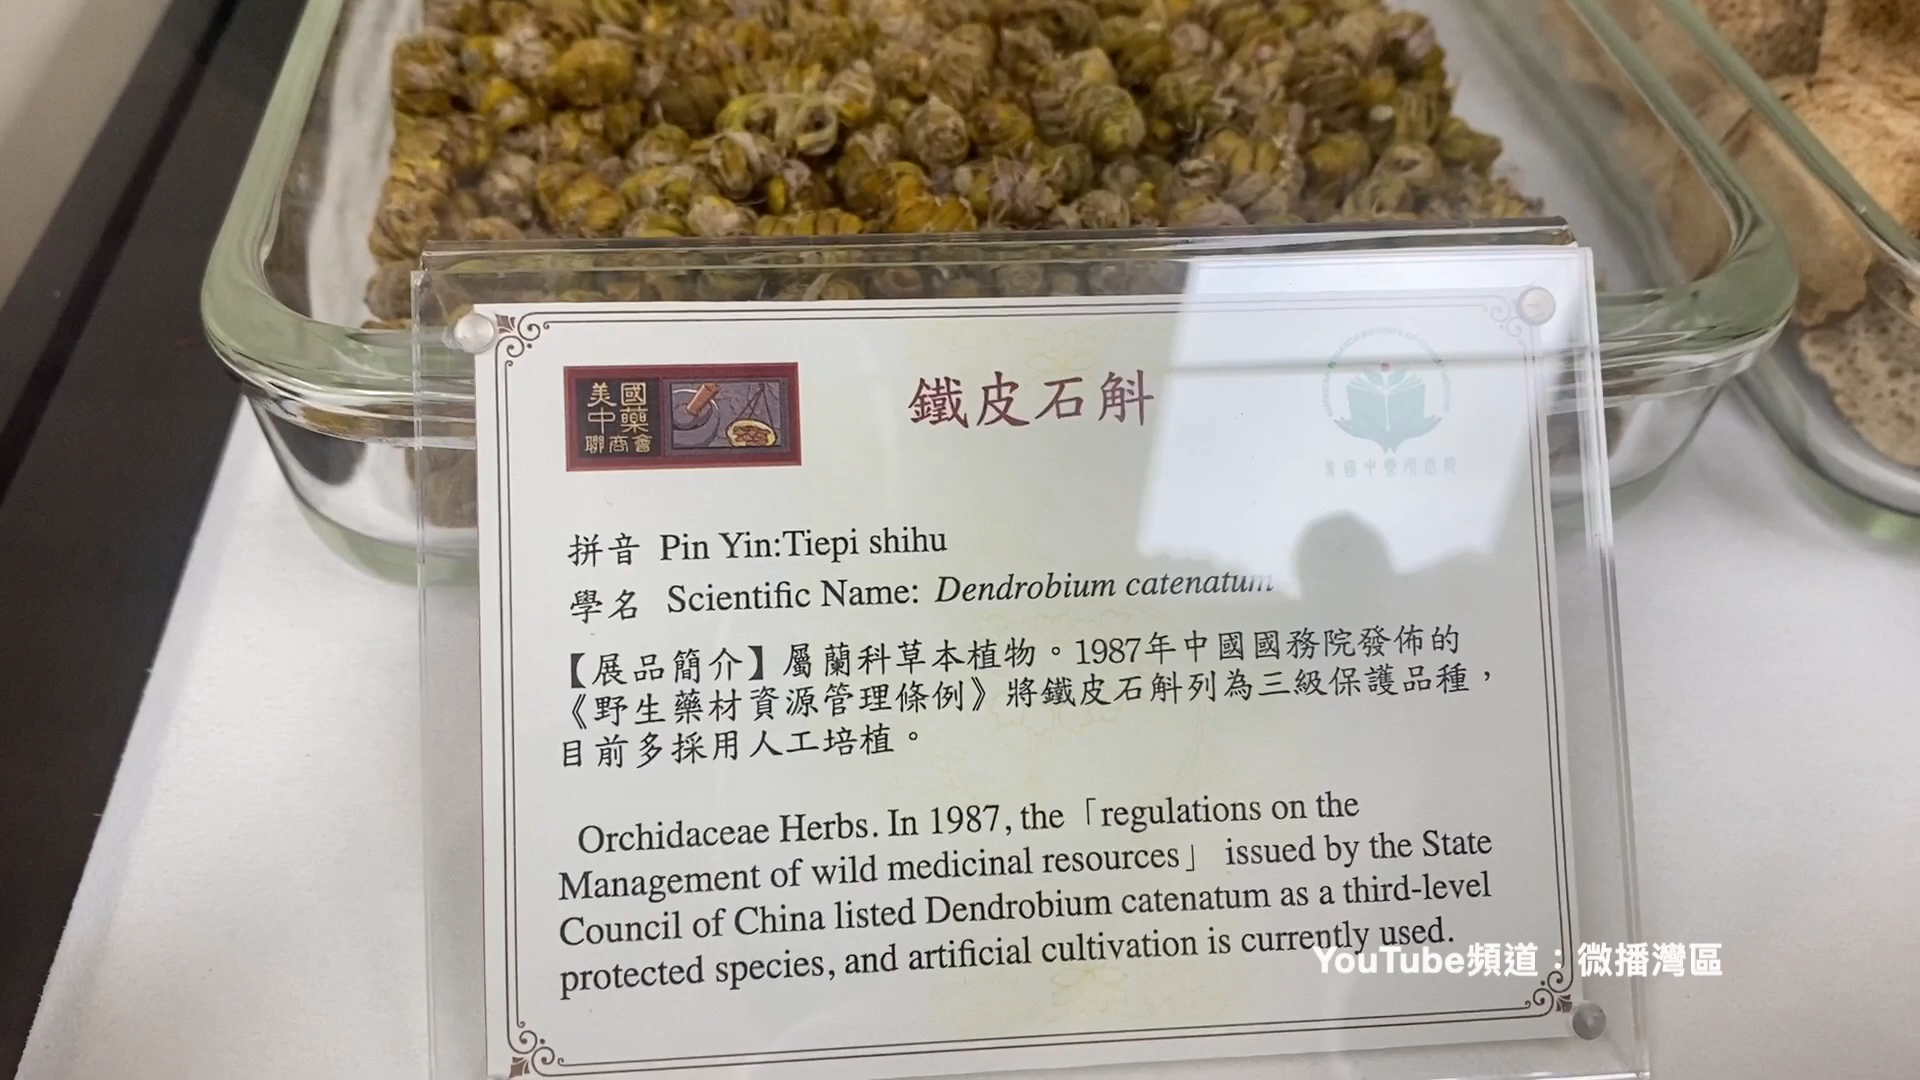 美國
中藥
聯商會
鐵皮石斛
拼音 Pin Yin:Tiepi shihu
學名 Scientific Name: Dendrobium catenatum
【展品簡介】屬蘭科草本植物。1987年中國國務院發佈的
《野生藥材資源管理條例》將鐵皮石斛列為三級保護品種，
目前多採用人工培植。
Orchidaceae Herbs. In 1987, the「regulations on the
Management of wild medicinal resources」 issued by the State
Council of China listed Dendrobium catenatum as a third-level
protected species, and artificial cultivation is currently used.
YouTube頻道：微播灣區